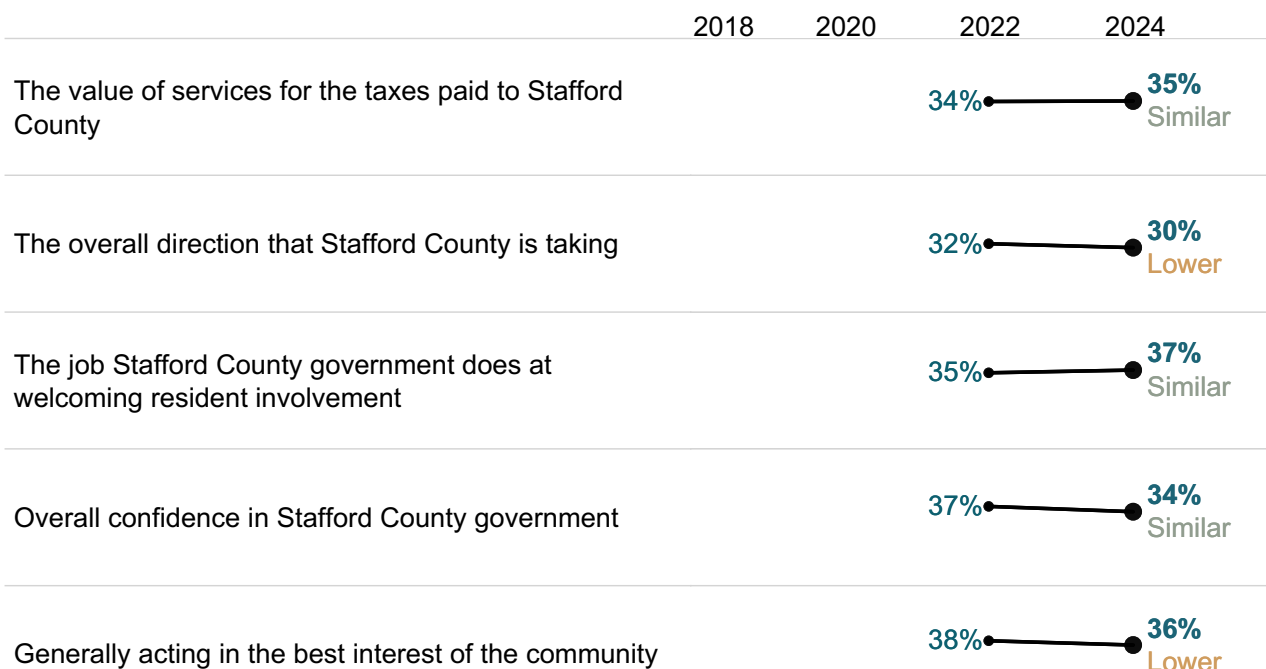 2018 2020 2022 2024
The value of services for the taxes paid to Stafford
County
34%
35%
Similar
The overall direction that Stafford County is taking
32%
30%
Lower
The job Stafford County government does at
welcoming resident involvement
35%
37%
Similar
Overall confidence in Stafford County government
37%
34%
Similar
Generally acting in the best interest of the community
38%
36%
Lower